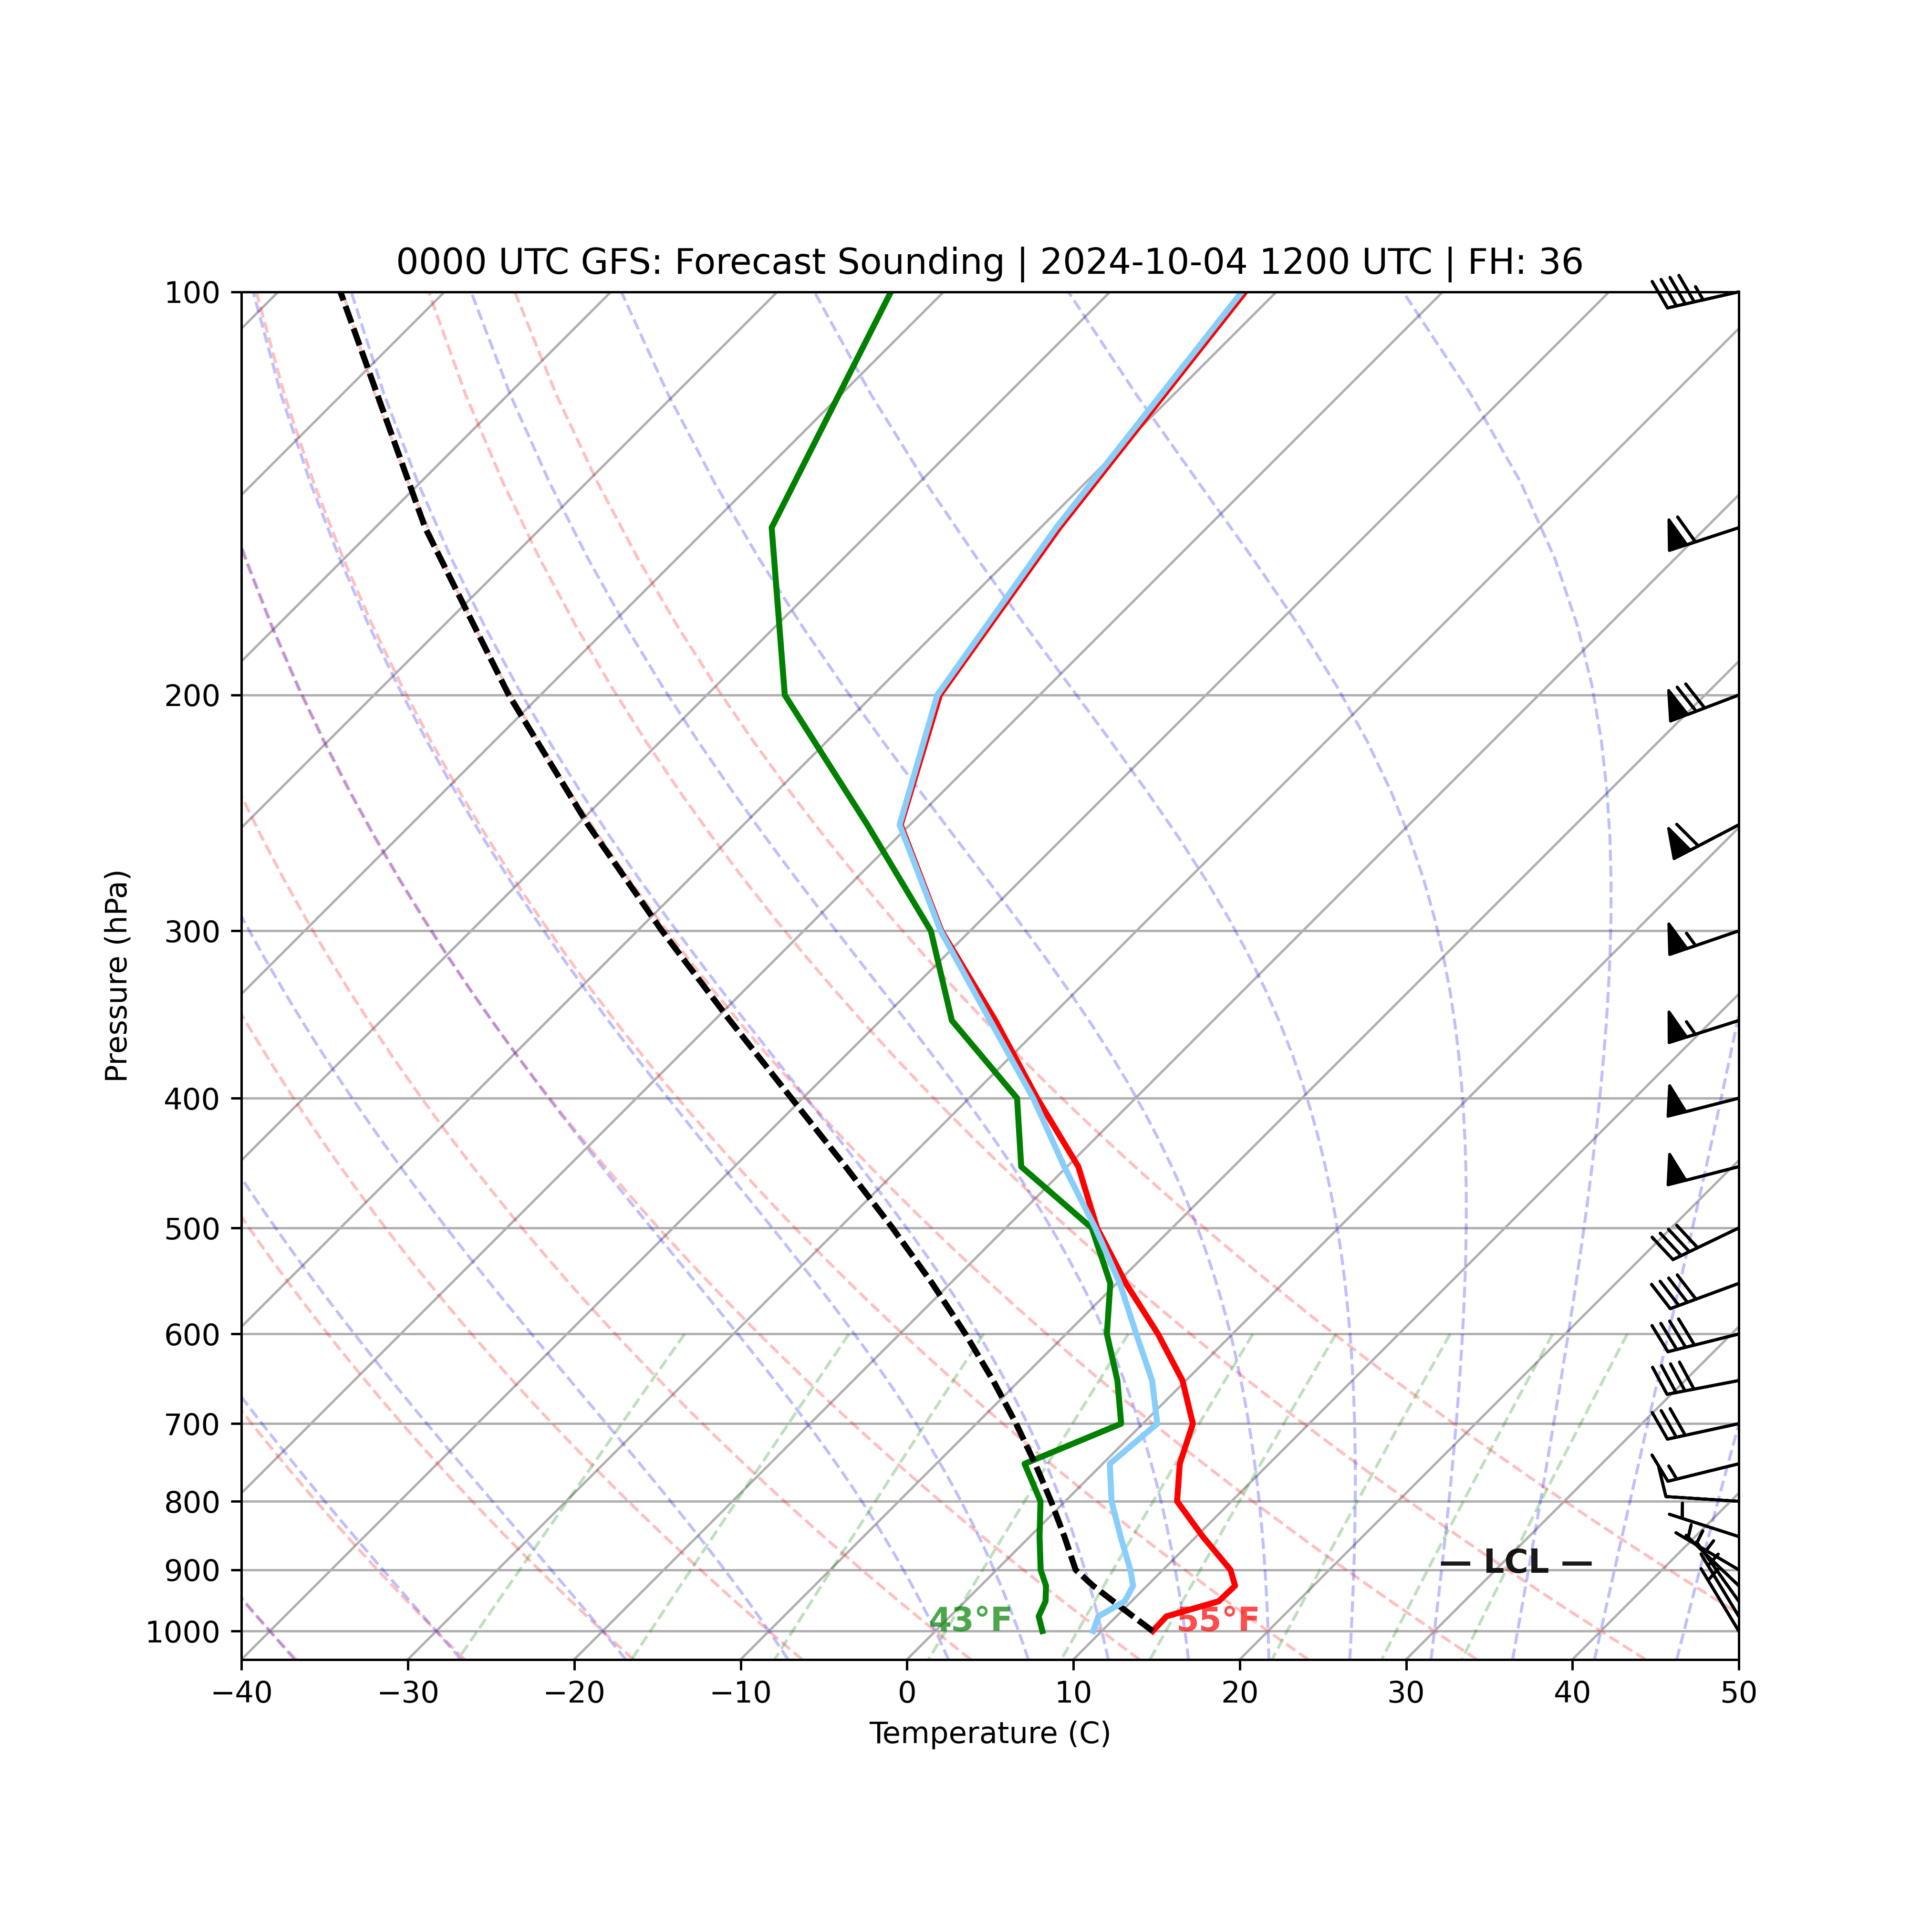 0000 UTC GFS: Forecast Sounding | 2024-10-04 1200 UTC | FH: 36
100
200
300
400
500
600
700
800
900
1000
Pressure (hPa)
— LCL —
43°F
55°F
−40 −30 −20 −10 0 10 20 30 40 50
Temperature (C)